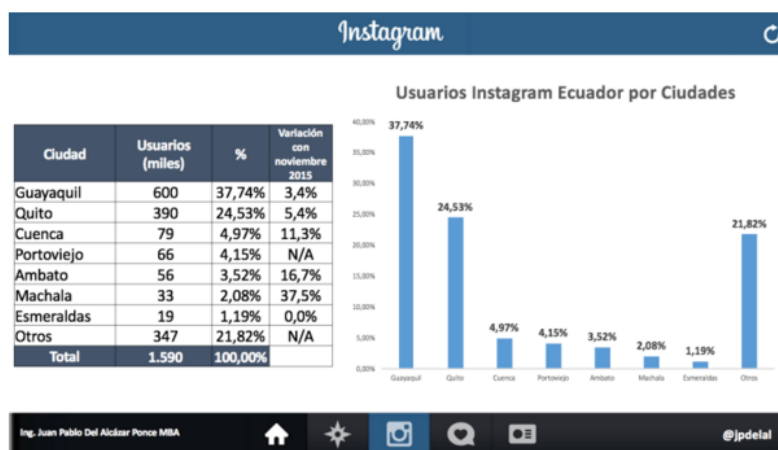 Instagram
Ciudad Usuarios (miles) % Variación con noviembre 2015
Guayaquil 600 37,74% 3,4%
Quito 390 24,53% 5,4%
Cuenca 79 4,97% 11,3%
Portoviejo 66 4,15% N/A
Ambato 56 3,52% 16,7%
Machala 33 2,08% 37,5%
Esmeraldas 19 1,19% 0,0%
Otros 347 21,82% N/A
Total 1.590 100,00%
Usuarios Instagram Ecuador por Ciudades
40,00%
35,00%
30,00%
25,00%
20,00%
15,00%
10,00%
5,00%
0,00%
37,74% 24,53% 4,97% 4,15% 3,52% 2,08% 1,19% 21,82%
Guayaquil Quito Cuenca Portoviejo Ambato Machala Esmeraldas Otros
Ing. Juan Pablo Del Alcázar Ponce MBA
@jpdelal